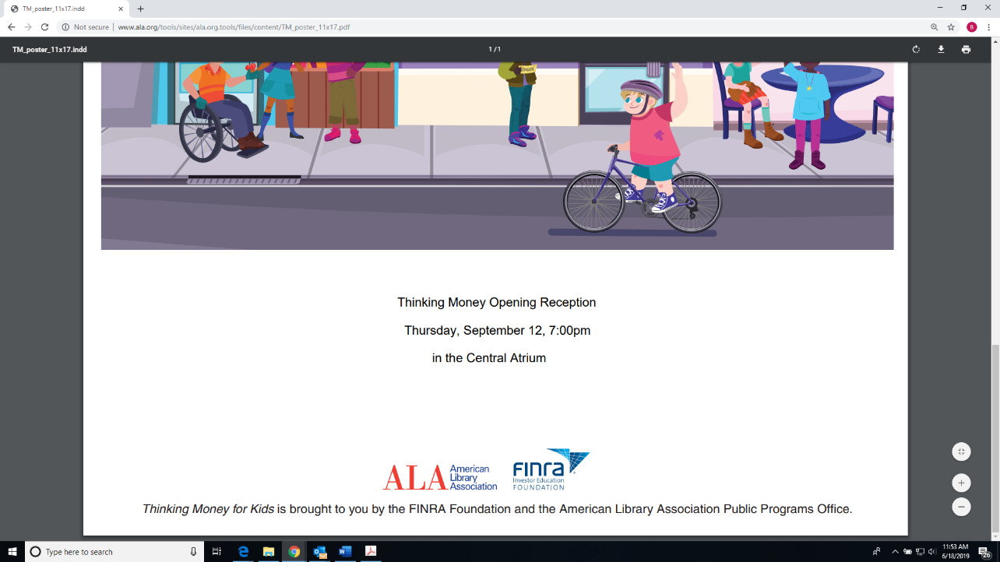 TM_poster_11x17.indd
Not secure | www.ala.org/tools/sites/ala.org.tools/files/content/TM_poster_11x17.pdf
B
TM_poster_11x17.indd
1 / 1
Thinking Money Opening Reception
Thursday, September 12, 7:00pm
in the Central Atrium
ALA American
Library
Association
FINra
Investor Education
FOUNDATION
Thinking Money for Kids is brought to you by the FINRA Foundation and the American Library Association Public Programs Office.
Type here to search
11:53 AM
6/18/2019
26